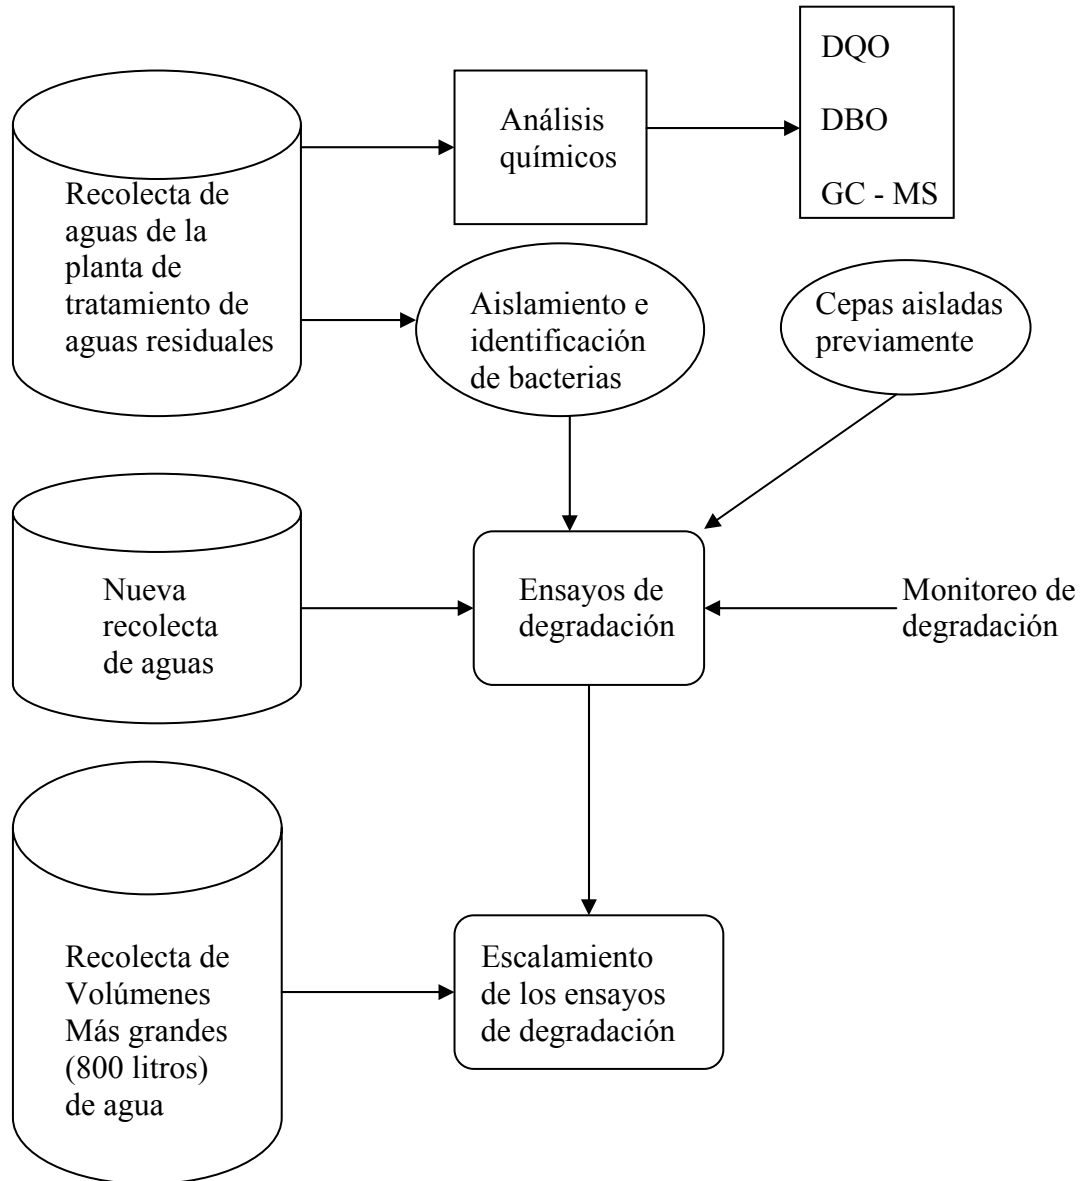 DQO
DBO
GC - MS
Análisis
químicos
Recolecta de
aguas de la
planta de
tratamiento de
aguas residuales
Aislamiento e
identificación
de bacterias
Cepas aisladas
previamente
Nueva
recolecta
de aguas
Ensayos de
degradación
Monitoreo de
degradación
Recolecta de
Volúmenes
Más grandes
(800 litros)
de agua
Escalamiento
de los ensayos
de degradación